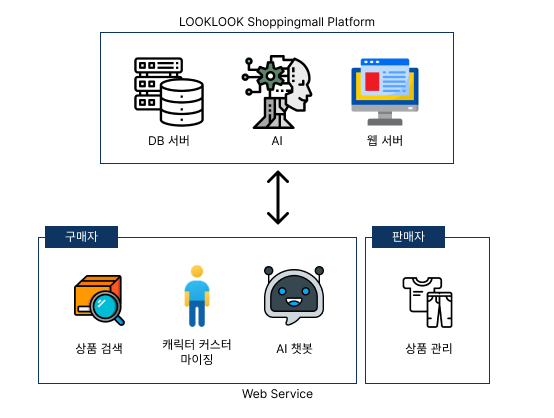 LOOKLOOK Shoppingmall Platform
DB 서버
AI
웹 서버
구매자
판매자
상품 검색
캐릭터 커스터
마이징
AI 챗봇
상품 관리
Web Service